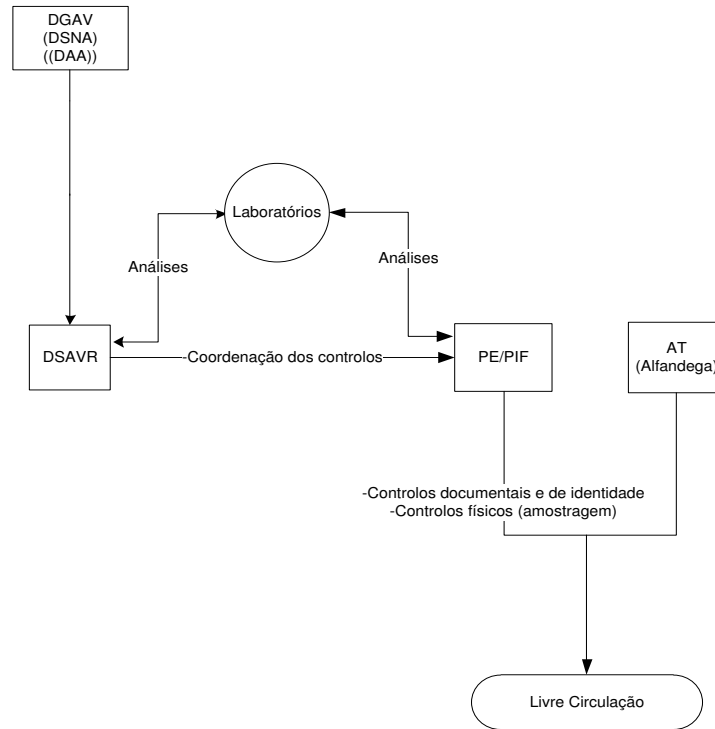 DGAV
(DSNA)
((DAA))
Laboratórios
Análises
Análises
DSAVR
-Coordenação dos controlos
PE/PIF
AT
(Alfandega)
-Controlos documentais e de identidade
-Controlos físicos (amostragem)
Livre Circulação